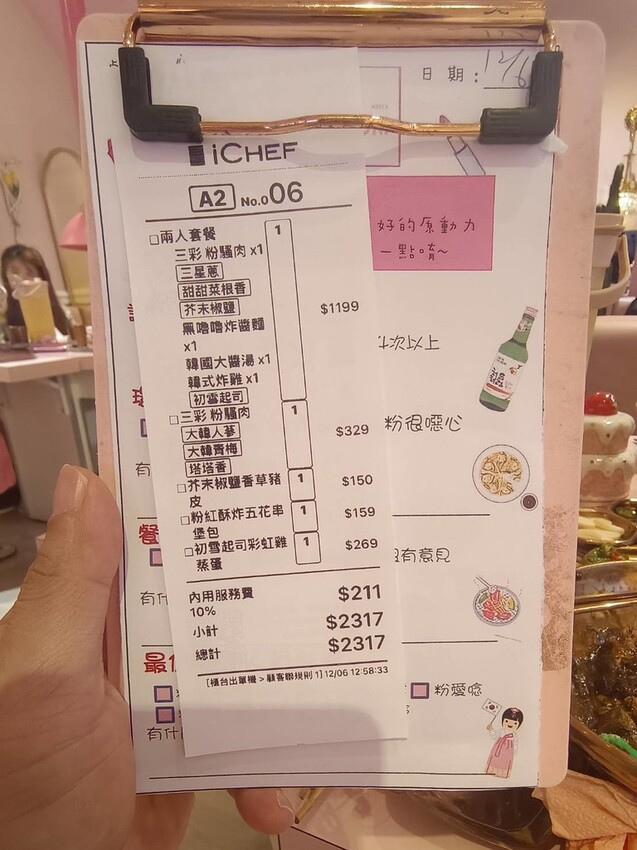 日期：12/6
iCHEF
A2 No.006
□兩人套餐 1 $1199
三彩 粉騷肉 x1
三星蔥
甜甜菜根香
芥末椒鹽
黑嚕嚕炸醬麵
x1
韓國大醬湯 x1
韓式炸雞 x1
初雪起司
□三彩 粉騷肉 1 $329
大韓人蔘
大韓青梅
塔塔香
□芥末椒鹽香草豬 1 $150
皮
□粉紅酥炸五花串 1 $159
堡包
□初雪起司彩虹雞 1 $269
蒸蛋
內用服務費 $211
10%
小計 $2317
總計 $2317
[櫃台出單機 > 顧客聯規則 1] 12/06 12:58:33
好的原動力
一點唷~
次以上
粉很噁心
有
餐
有意見
有什
最
粉愛唸
有什